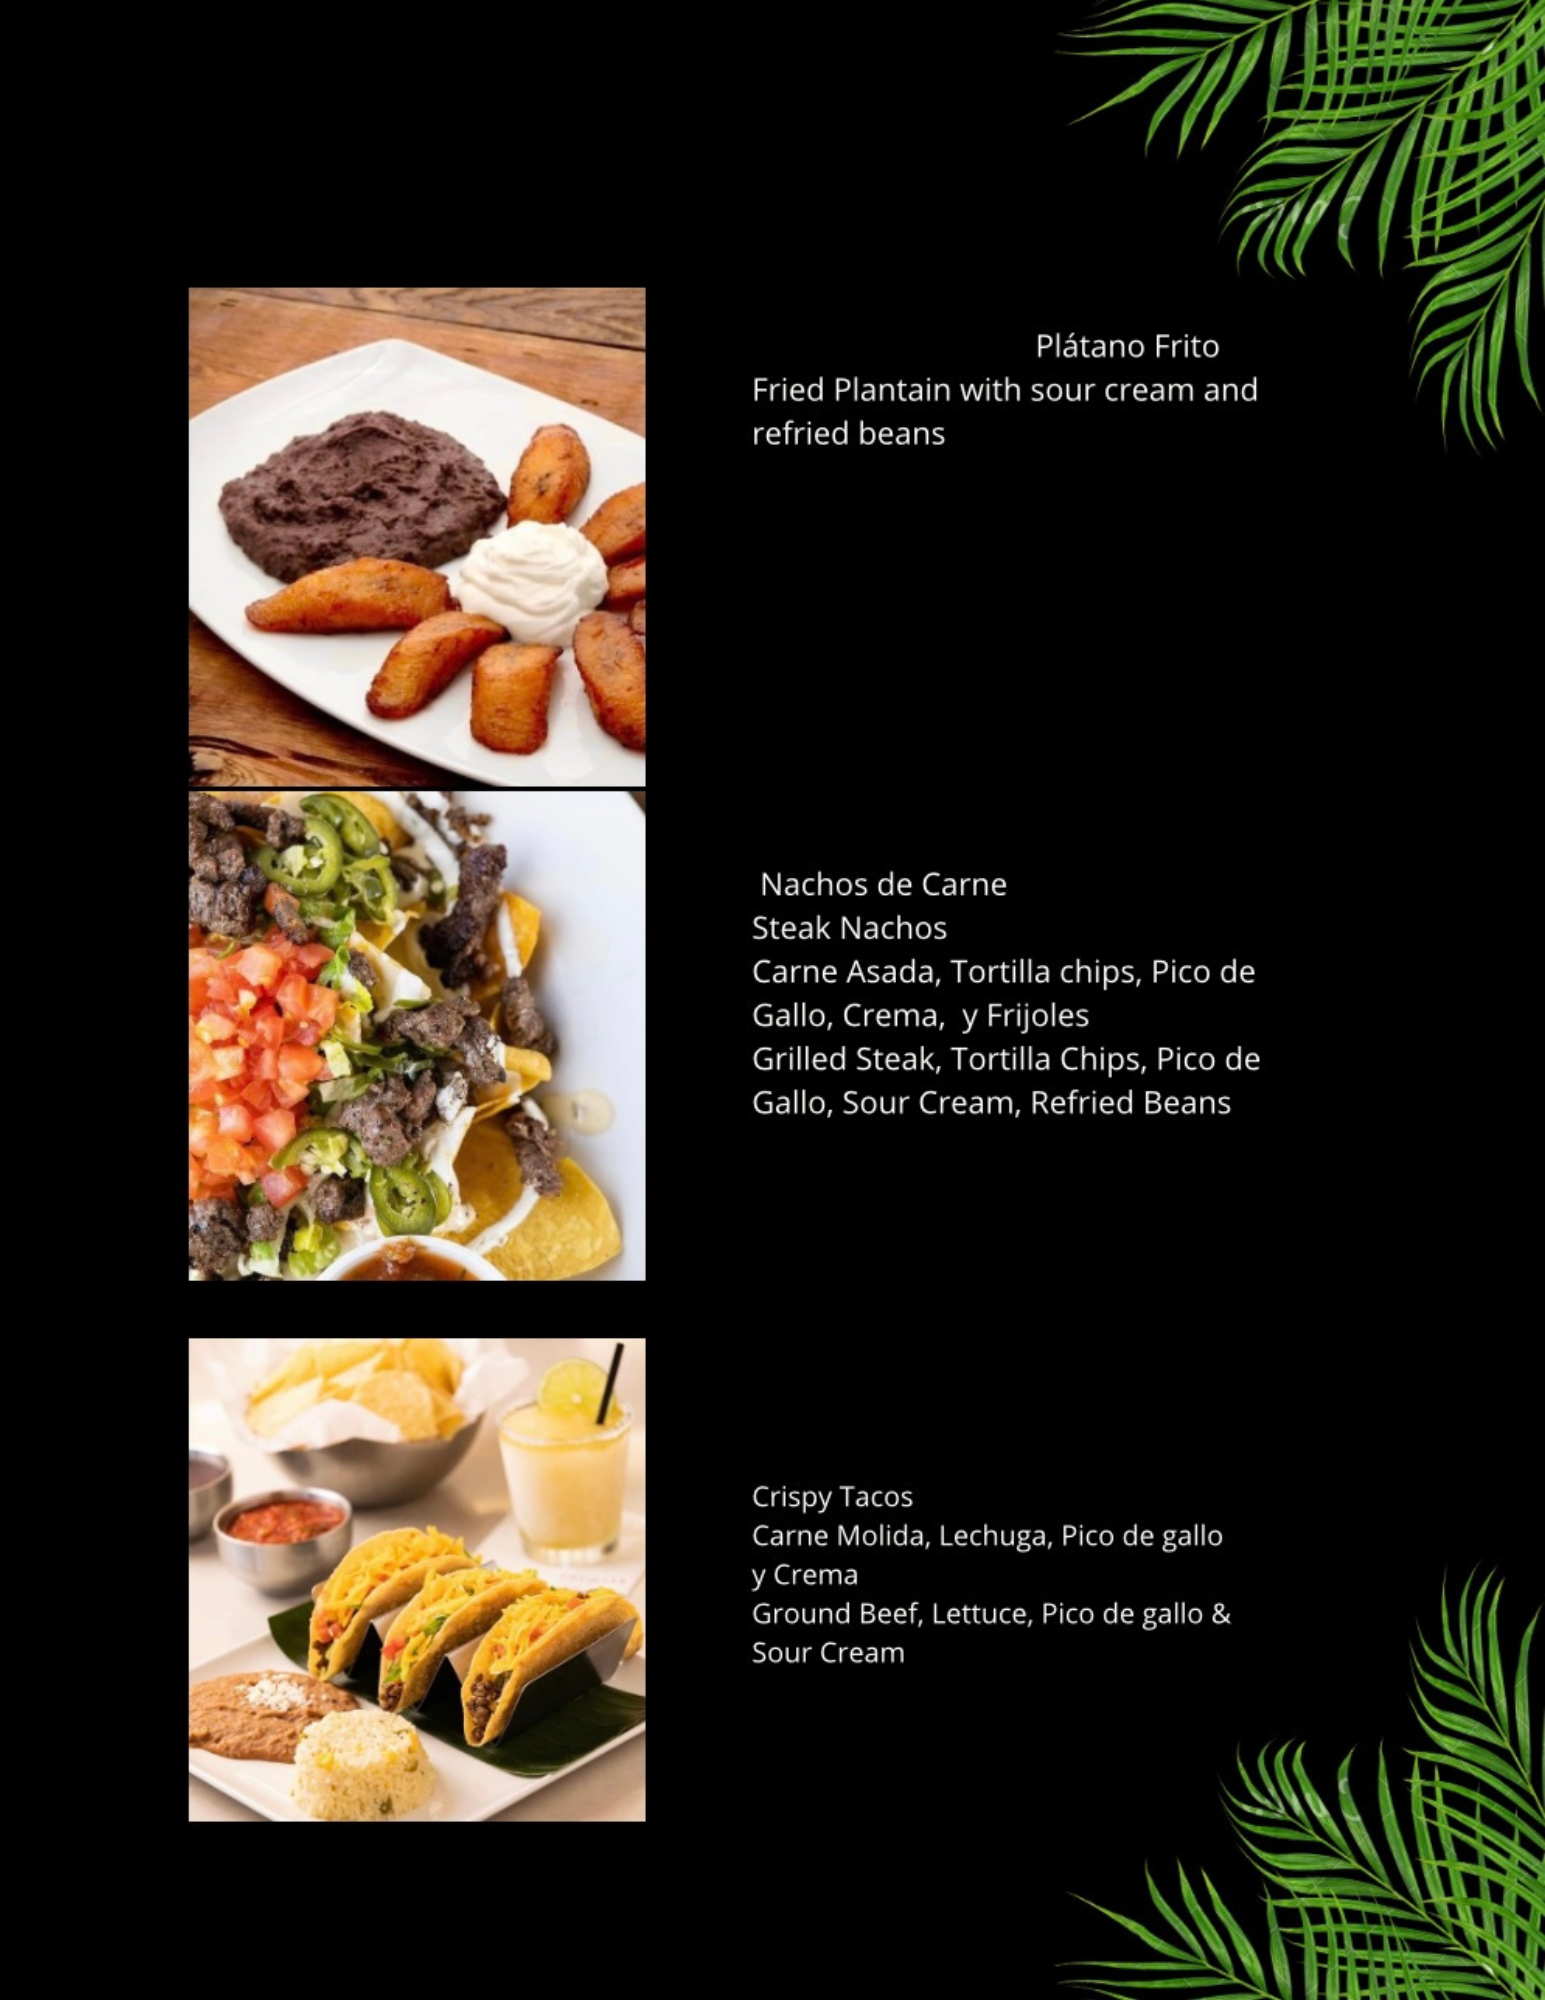 Plátano Frito
Fried Plantain with sour cream and
refried beans
Nachos de Carne
Steak Nachos
Carne Asada, Tortilla chips, Pico de
Gallo, Crema,  y Frijoles
Grilled Steak, Tortilla Chips, Pico de
Gallo, Sour Cream, Refried Beans
Crispy Tacos
Carne Molida, Lechuga, Pico de gallo
y Crema
Ground Beef, Lettuce, Pico de gallo &
Sour Cream